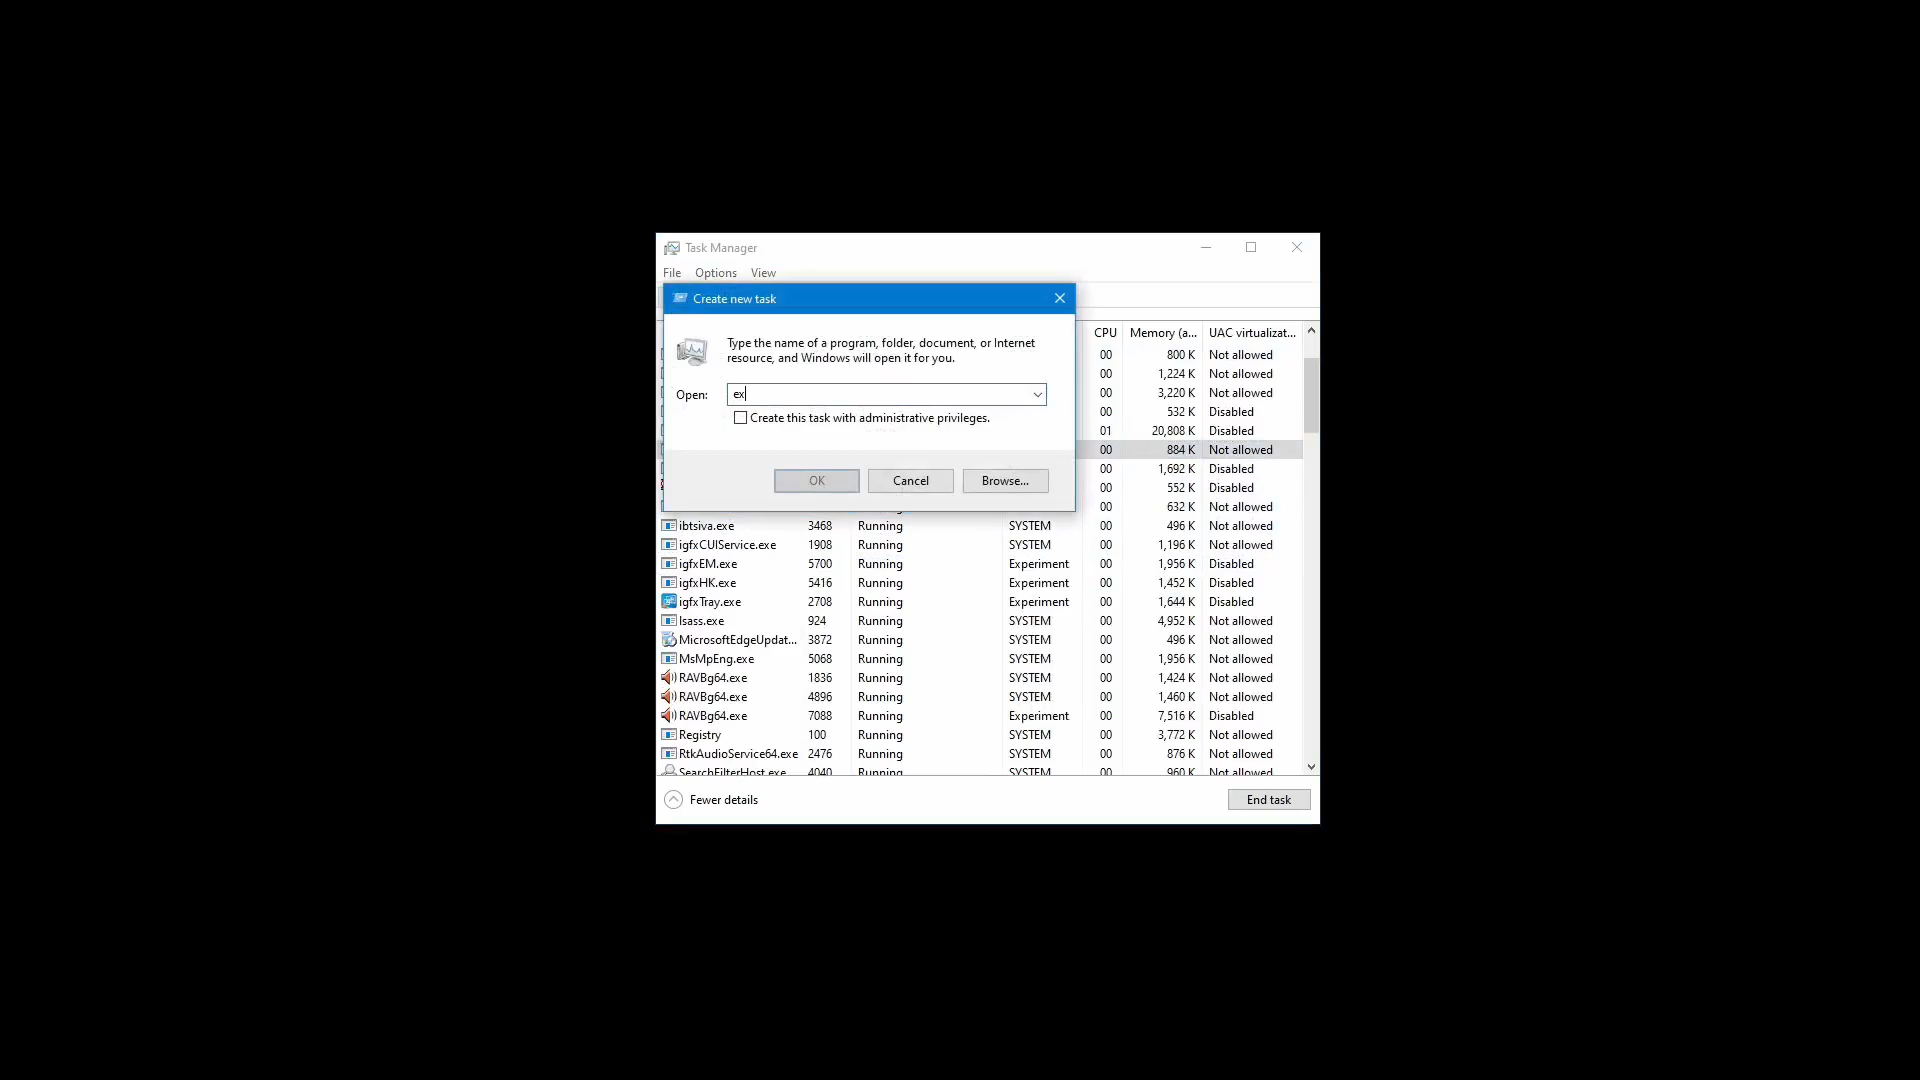 Task Manager
File Options View
Create new task
Type the name of a program, folder, document, or Internet
resource, and Windows will open it for you.
Open: ex
Create this task with administrative privileges.
OK Cancel Browse...
CPU Memory (a... UAC virtualizat...
00 800 K Not allowed
00 1,224 K Not allowed
00 3,220 K Not allowed
00 532 K Disabled
01 20,808 K Disabled
00 884 K Not allowed
00 1,692 K Disabled
00 552 K Disabled
00 632 K Not allowed
ibtsiva.exe 3468 Running SYSTEM 00 496 K Not allowed
igfxCUIService.exe 1908 Running SYSTEM 00 1,196 K Not allowed
igfxEM.exe 5700 Running Experiment 00 1,956 K Disabled
igfxHK.exe 5416 Running Experiment 00 1,452 K Disabled
igfxTray.exe 2708 Running Experiment 00 1,644 K Disabled
lsass.exe 924 Running SYSTEM 00 4,952 K Not allowed
MicrosoftEdgeUpdat... 3872 Running SYSTEM 00 496 K Not allowed
MsMpEng.exe 5068 Running SYSTEM 00 1,956 K Not allowed
RAVBg64.exe 1836 Running SYSTEM 00 1,424 K Not allowed
RAVBg64.exe 4896 Running SYSTEM 00 1,460 K Not allowed
RAVBg64.exe 7088 Running Experiment 00 7,516 K Disabled
Registry 100 Running SYSTEM 00 3,772 K Not allowed
RtkAudioService64.exe 2476 Running SYSTEM 00 876 K Not allowed
SearchFilterHost.exe 4040 Running SYSTEM 00 960 K Not allowed
Fewer details End task